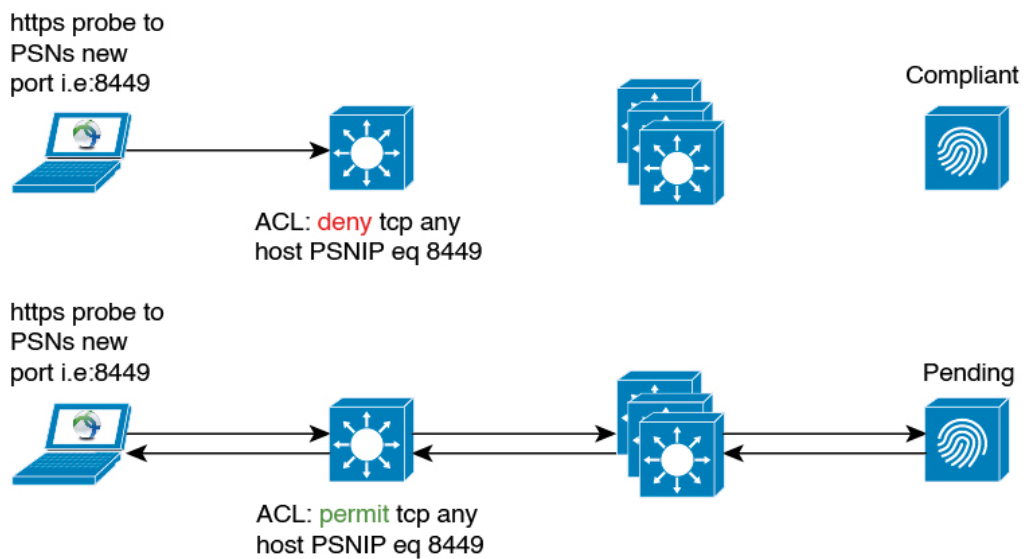 https probe to
PSNs new
port i.e:8449
Compliant
ACL: deny tcp any
host PSNIP eq 8449
https probe to
PSNs new
port i.e:8449
Pending
ACL: permit tcp any
host PSNIP eq 8449